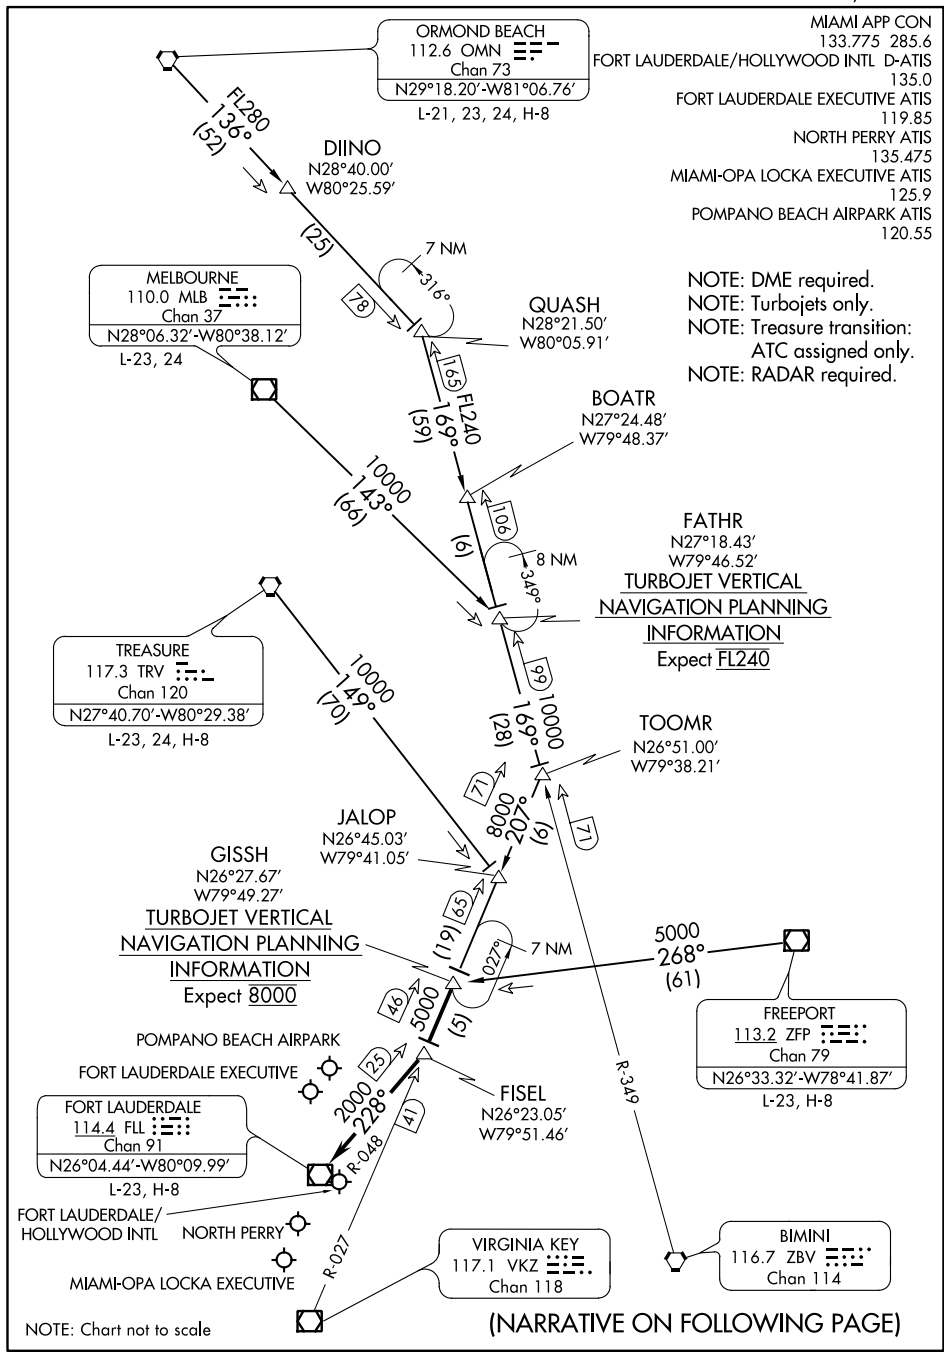 ORMOND BEACH
112.6 OMN
Chan 73
N29°18.20'-W81°06.76'
L-21, 23, 24, H-8
MIAMI APP CON
133.775 285.6
FORT LAUDERDALE/HOLLYWOOD INTL D-ATIS
135.0
FORT LAUDERDALE EXECUTIVE ATIS
119.85
NORTH PERRY ATIS
135.475
MIAMI-OPA LOCKA EXECUTIVE ATIS
125.9
POMPANO BEACH AIRPARK ATIS
120.55
FL280
136°
(52)
DIINO
N28°40.00'
W80°25.59'
(25)
7 NM
316°
78
MELBOURNE
110.0 MLB
Chan 37
N28°06.32'-W80°38.12'
L-23, 24
QUASH
N28°21.50'
W80°05.91'
NOTE: DME required.
NOTE: Turbojets only.
NOTE: Treasure transition:
ATC assigned only.
NOTE: RADAR required.
165
FL240
169°
(59)
BOATR
N27°24.48'
W79°48.37'
10000
143°
(66)
106
(6)
8 NM
349°
FATHR
N27°18.43'
W79°46.52'
TURBOJET VERTICAL
NAVIGATION PLANNING
INFORMATION
Expect FL240
TREASURE
117.3 TRV
Chan 120
N27°40.70'-W80°29.38'
L-23, 24, H-8
10000
149°
(70)
99
10000
169°
(28)
TOOMR
N26°51.00'
W79°38.21'
71
8000
207°
(6)
71
JALOP
N26°45.03'
W79°41.05'
GISSH
N26°27.67'
W79°49.27'
TURBOJET VERTICAL
NAVIGATION PLANNING
INFORMATION
Expect 8000
65
(19)
7 NM
027°
5000
268°
(61)
FREEPORT
113.2 ZFP
Chan 79
N26°33.32'-W78°41.87'
L-23, H-8
46
5000
(5)
POMPANO BEACH AIRPARK
FORT LAUDERDALE EXECUTIVE
25
2000
228°
R-048
41
FISEL
N26°23.05'
W79°51.46'
R-349
FORT LAUDERDALE
114.4 FLL
Chan 91
N26°04.44'-W80°09.99'
L-23, H-8
FORT LAUDERDALE/
HOLLYWOOD INTL
NORTH PERRY
MIAMI-OPA LOCKA EXECUTIVE
R-027
VIRGINIA KEY
117.1 VKZ
Chan 118
BIMINI
116.7 ZBV
Chan 114
NOTE: Chart not to scale
(NARRATIVE ON FOLLOWING PAGE)